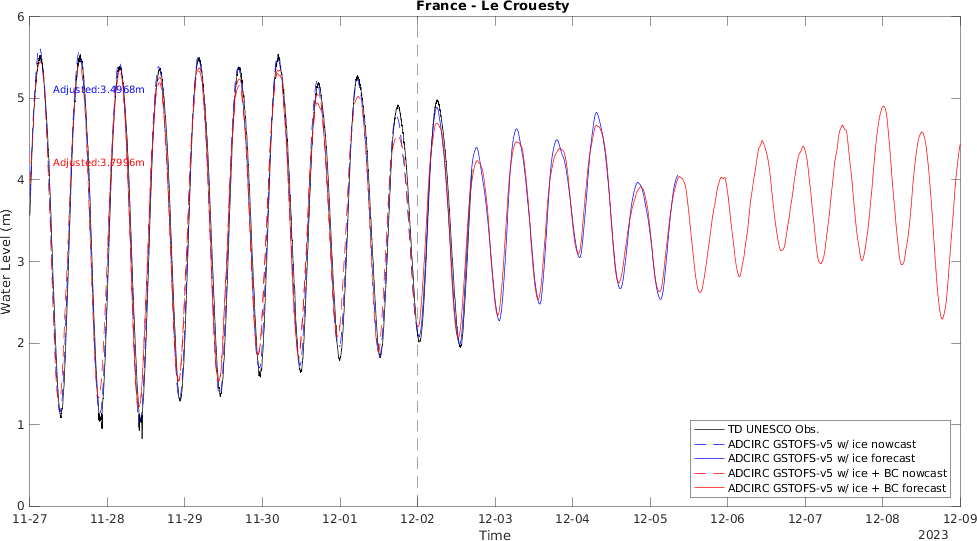 France - Le Crouesty
6
5
4
3
2
1
0
Water Level (m)
Adjusted:3.4968m
Adjusted:3.7996m
TD UNESCO Obs.
ADCIRC GSTOFS-v5 w/ ice nowcast
ADCIRC GSTOFS-v5 w/ ice forecast
ADCIRC GSTOFS-v5 w/ ice + BC nowcast
ADCIRC GSTOFS-v5 w/ ice + BC forecast
11-27 11-28 11-29 11-30 12-01 12-02 12-03 12-04 12-05 12-06 12-07 12-08 12-09
Time
2023